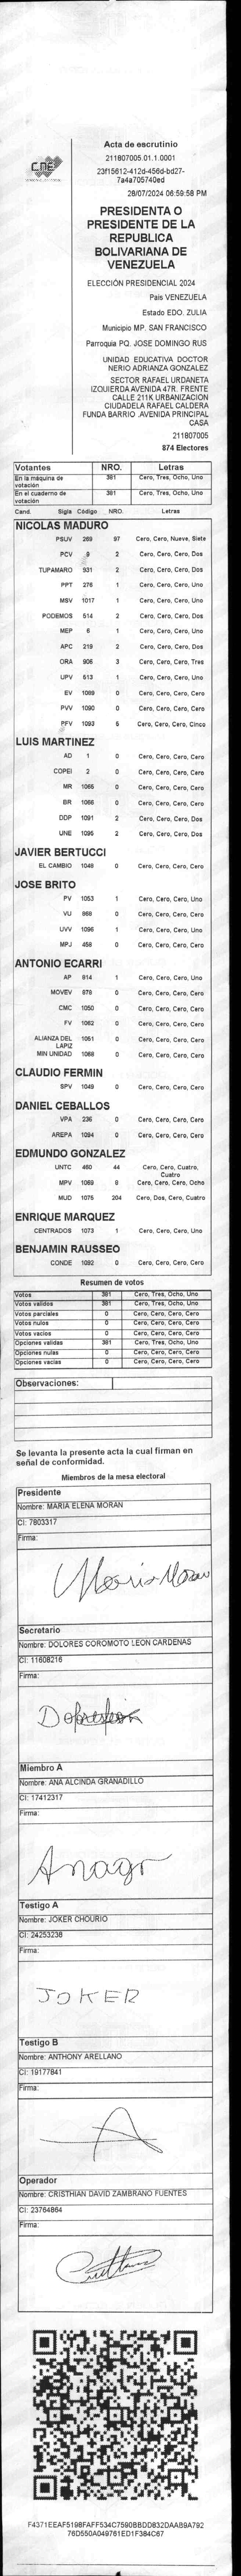 CNE
Acta de escrutinio
211807005.01.1.0001
23f15612-412d-456d-bd27-
7a4a705740ed
28/07/2024 06:59:58 PM
PRESIDENTA O
PRESIDENTE DE LA
REPUBLICA
BOLIVARIANA DE
VENEZUELA
ELECCIÓN PRESIDENCIAL 2024
País VENEZUELA
Estado EDO. ZULIA
Municipio MP. SAN FRANCISCO
Parroquia PQ. JOSE DOMINGO RUS
UNIDAD EDUCATIVA DOCTOR
NERIO ADRIANZA GONZALEZ
SECTOR RAFAEL URDANETA
IZQUIERDA AVENIDA 47R. FRENTE
CALLE 211K URBANIZACION
CIUDADELA RAFAEL CALDERA
FUNDA BARRIO .AVENIDA PRINCIPAL
CASA
211807005
874 Electores
Votantes NRO. Letras
En la máquina de votación 381 Cero, Tres, Ocho, Uno
En el cuaderno de votación 381 Cero, Tres, Ocho, Uno
Cand. Sigla Código NRO. Letras
NICOLAS MADURO
PSUV 269 97 Cero, Cero, Nueve, Siete
PCV 9 2 Cero, Cero, Cero, Dos
TUPAMARO 931 2 Cero, Cero, Cero, Dos
PPT 276 1 Cero, Cero, Cero, Uno
MSV 1017 1 Cero, Cero, Cero, Uno
PODEMOS 514 2 Cero, Cero, Cero, Dos
MEP 6 1 Cero, Cero, Cero, Uno
APC 219 2 Cero, Cero, Cero, Dos
ORA 906 3 Cero, Cero, Cero, Tres
UPV 613 1 Cero, Cero, Cero, Uno
EV 1089 0 Cero, Cero, Cero, Cero
PVV 1090 0 Cero, Cero, Cero, Cero
PFV 1093 5 Cero, Cero, Cero, Cinco
LUIS MARTINEZ
AD 1 0 Cero, Cero, Cero, Cero
COPEI 2 0 Cero, Cero, Cero, Cero
MR 1065 0 Cero, Cero, Cero, Cero
BR 1066 0 Cero, Cero, Cero, Cero
DDP 1091 2 Cero, Cero, Cero, Dos
UNE 1095 2 Cero, Cero, Cero, Dos
JAVIER BERTUCCI
EL CAMBIO 1048 0 Cero, Cero, Cero, Cero
JOSE BRITO
PV 1053 1 Cero, Cero, Cero, Uno
VU 868 0 Cero, Cero, Cero, Cero
UVV 1096 1 Cero, Cero, Cero, Uno
MPJ 458 0 Cero, Cero, Cero, Cero
ANTONIO ECARRI
AP 914 1 Cero, Cero, Cero, Uno
MOVEV 878 0 Cero, Cero, Cero, Cero
CMC 1050 0 Cero, Cero, Cero, Cero
FV 1062 0 Cero, Cero, Cero, Cero
ALIANZA DEL LAPIZ 1051 0 Cero, Cero, Cero, Cero
MIN UNIDAD 1088 0 Cero, Cero, Cero, Cero
CLAUDIO FERMIN
SPV 1049 0 Cero, Cero, Cero, Cero
DANIEL CEBALLOS
VPA 236 0 Cero, Cero, Cero, Cero
AREPA 1094 0 Cero, Cero, Cero, Cero
EDMUNDO GONZALEZ
UNTC 460 44 Cero, Cero, Cuatro, Cuatro
MPV 1069 8 Cero, Cero, Cero, Ocho
MUD 1075 204 Cero, Dos, Cero, Cuatro
ENRIQUE MARQUEZ
CENTRADOS 1073 1 Cero, Cero, Cero, Uno
BENJAMIN RAUSSEO
CONDE 1092 0 Cero, Cero, Cero, Cero
Resumen de votos
Votos 381 Cero, Tres, Ocho, Uno
Votos validos 381 Cero, Tres, Ocho, Uno
Votos parciales 0 Cero, Cero, Cero, Cero
Votos nulos 0 Cero, Cero, Cero, Cero
Votos vacios 0 Cero, Cero, Cero, Cero
Opciones validas 381 Cero, Tres, Ocho, Uno
Opciones nulas 0 Cero, Cero, Cero, Cero
Opciones vacias 0 Cero, Cero, Cero, Cero
Observaciones:
Se levanta la presente acta la cual firman en
señal de conformidad.
Miembros de la mesa electoral
Presidente
Nombre: MARIA ELENA MORAN
CI: 7803317
Firma:
Maria Moran
Secretario
Nombre: DOLORES COROMOTO LEON CARDENAS
CI: 11608216
Firma:
Miembro A
Nombre: ANA ALCINDA GRANADILLO
CI: 17412317
Firma:
Anagr
Testigo A
Nombre: JOKER CHOURIO
CI: 24253238
Firma:
JOKER
Testigo B
Nombre: ANTHONY ARELLANO
CI: 19177841
Firma:
Operador
Nombre: CRISTHIAN DAVID ZAMBRANO FUENTES
CI: 23764864
Firma:
F4371EEAF5198FAFF534C7590BBDD832DAAB9A792
76D550A049761ED1F384C67